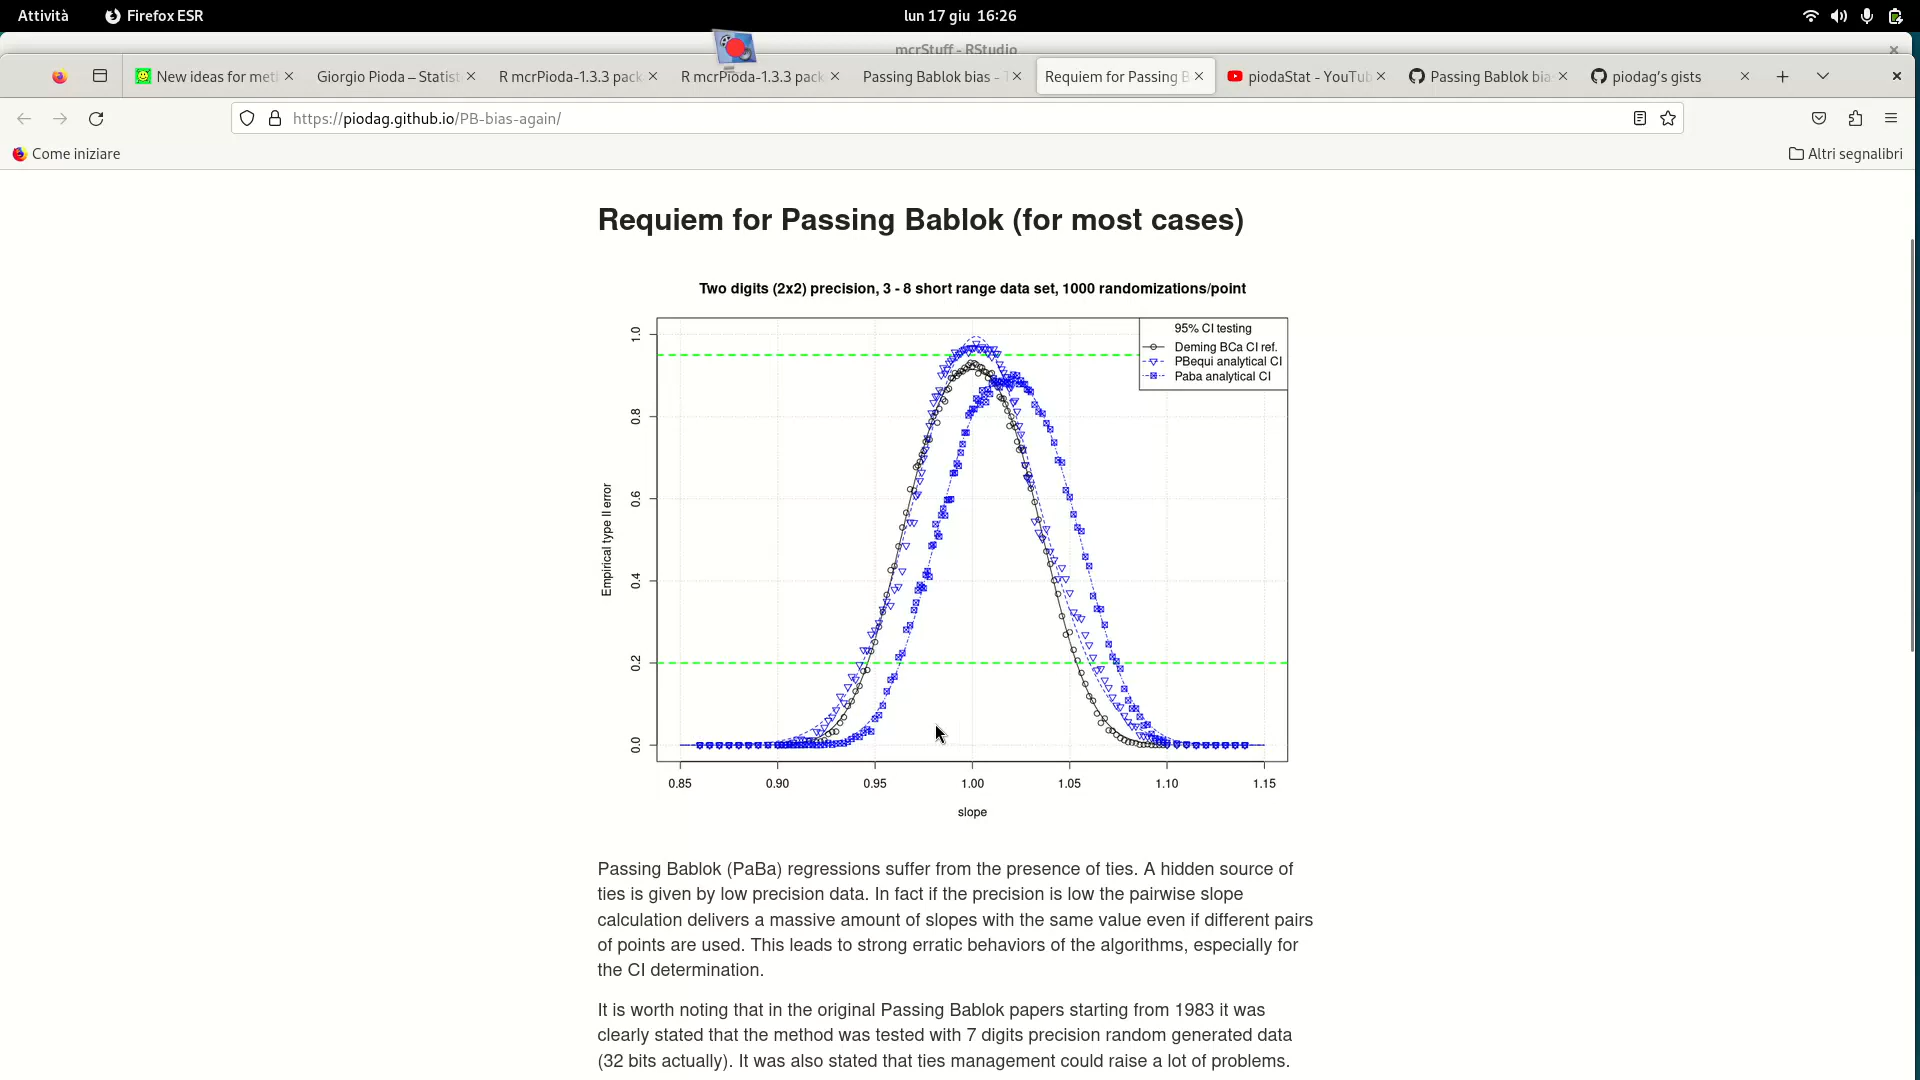 Attività
Firefox ESR
lun 17 giu 16:26
mcrStuff - RStudio
New ideas for met
Giorgio Pioda – Statist
R mcrPioda-1.3.3 pack
R mcrPioda-1.3.3 pack
Passing Bablok bias -
Requiem for Passing B
piodaStat - YouTub
Passing Bablok bia
piodag's gists
https://piodag.github.io/PB-bias-again/
Come iniziare
Altri segnalibri
Requiem for Passing Bablok (for most cases)
Two digits (2x2) precision, 3 - 8 short range data set, 1000 randomizations/point
95% CI testing
Deming BCa CI ref.
PBequi analytical CI
Paba analytical CI
Empirical type II error
1.0
0.8
0.6
0.4
0.2
0.0
0.85 0.90 0.95 1.00 1.05 1.10 1.15
slope
Passing Bablok (PaBa) regressions suffer from the presence of ties. A hidden source of
ties is given by low precision data. In fact if the precision is low the pairwise slope
calculation delivers a massive amount of slopes with the same value even if different pairs
of points are used. This leads to strong erratic behaviors of the algorithms, especially for
the CI determination.
It is worth noting that in the original Passing Bablok papers starting from 1983 it was
clearly stated that the method was tested with 7 digits precision random generated data
(32 bits actually). It was also stated that ties management could raise a lot of problems.